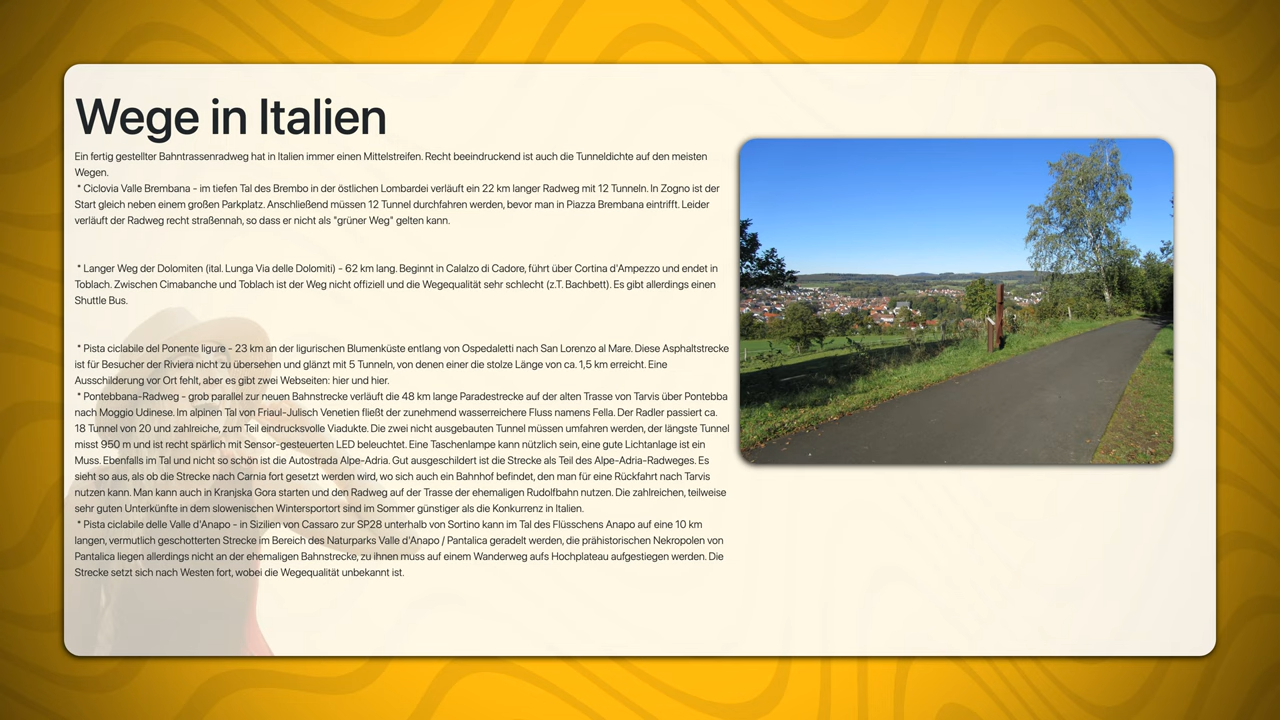 Wege in Italien
Ein fertig gestellter Bahntrassenradweg hat in Italien immer einen Mittelstreifen. Recht beeindruckend ist auch die Tunneldichte auf den meisten
Wegen.
* Ciclovia Valle Brembana - im tiefen Tal des Brembo in der östlichen Lombardei verläuft ein 22 km langer Radweg mit 12 Tunneln. In Zogno ist der
Start gleich neben einem großen Parkplatz. Anschließend müssen 12 Tunnel durchfahren werden, bevor man in Piazza Brembana eintrifft. Leider
verläuft der Radweg recht straßennah, so dass er nicht als "grüner Weg" gelten kann.
* Langer Weg der Dolomiten (ital. Lunga Via delle Dolomiti) - 62 km lang. Beginnt in Calalzo di Cadore, führt über Cortina d'Ampezzo und endet in
Toblach. Zwischen Cimabanche und Toblach ist der Weg nicht offiziell und die Wegequalität sehr schlecht (z.T. Bachbett). Es gibt allerdings einen
Shuttle Bus.
* Pista ciclabile del Ponente ligure - 23 km an der ligurischen Blumenküste entlang von Ospedaletti nach San Lorenzo al Mare. Diese Asphaltstrecke
ist für Besucher der Riviera nicht zu übersehen und glänzt mit 5 Tunneln, von denen einer die stolze Länge von ca. 1,5 km erreicht. Eine
Ausschilderung vor Ort fehlt, aber es gibt zwei Webseiten: hier und hier.
* Pontebbana-Radweg - grob parallel zur neuen Bahnstrecke verläuft die 48 km lange Paradestrecke auf der alten Trasse von Tarvis über Pontebba
nach Moggio Udinese. Im alpinen Tal von Friaul-Julisch Venetien fließt der zunehmend wasserreichere Fluss namens Fella. Der Radler passiert ca.
18 Tunnel von 20 und zahlreiche, zum Teil eindrucksvolle Viadukte. Die zwei nicht ausgebauten Tunnel müssen umfahren werden, der längste Tunnel
misst 950 m und ist recht spärlich mit Sensor-gesteuerten LED beleuchtet. Eine Taschenlampe kann nützlich sein, eine gute Lichtanlage ist ein
Muss. Ebenfalls im Tal und nicht so schön ist die Autostrada Alpe-Adria. Gut ausgeschildert ist die Strecke als Teil des Alpe-Adria-Radweges. Es
sieht so aus, als ob die Strecke nach Carnia fort gesetzt werden wird, wo sich auch ein Bahnhof befindet, den man für eine Rückfahrt nach Tarvis
nutzen kann. Man kann auch in Kranjska Gora starten und den Radweg auf der Trasse der ehemaligen Rudolfbahn nutzen. Die zahlreichen, teilweise
sehr guten Unterkünfte in dem slowenischen Wintersportort sind im Sommer günstiger als die Konkurrenz in Italien.
* Pista ciclabile delle Valle d'Anapo - in Sizilien von Cassaro zur SP28 unterhalb von Sortino kann im Tal des Flüsschens Anapo auf eine 10 km
langen, vermutlich geschotterten Strecke im Bereich des Naturparks Valle d'Anapo / Pantalica geradelt werden, die prähistorischen Nekropolen von
Pantalica liegen allerdings nicht an der ehemaligen Bahnstrecke, zu ihnen muss auf einem Wanderweg aufs Hochplateau aufgestiegen werden. Die
Strecke setzt sich nach Westen fort, wobei die Wegequalität unbekannt ist.